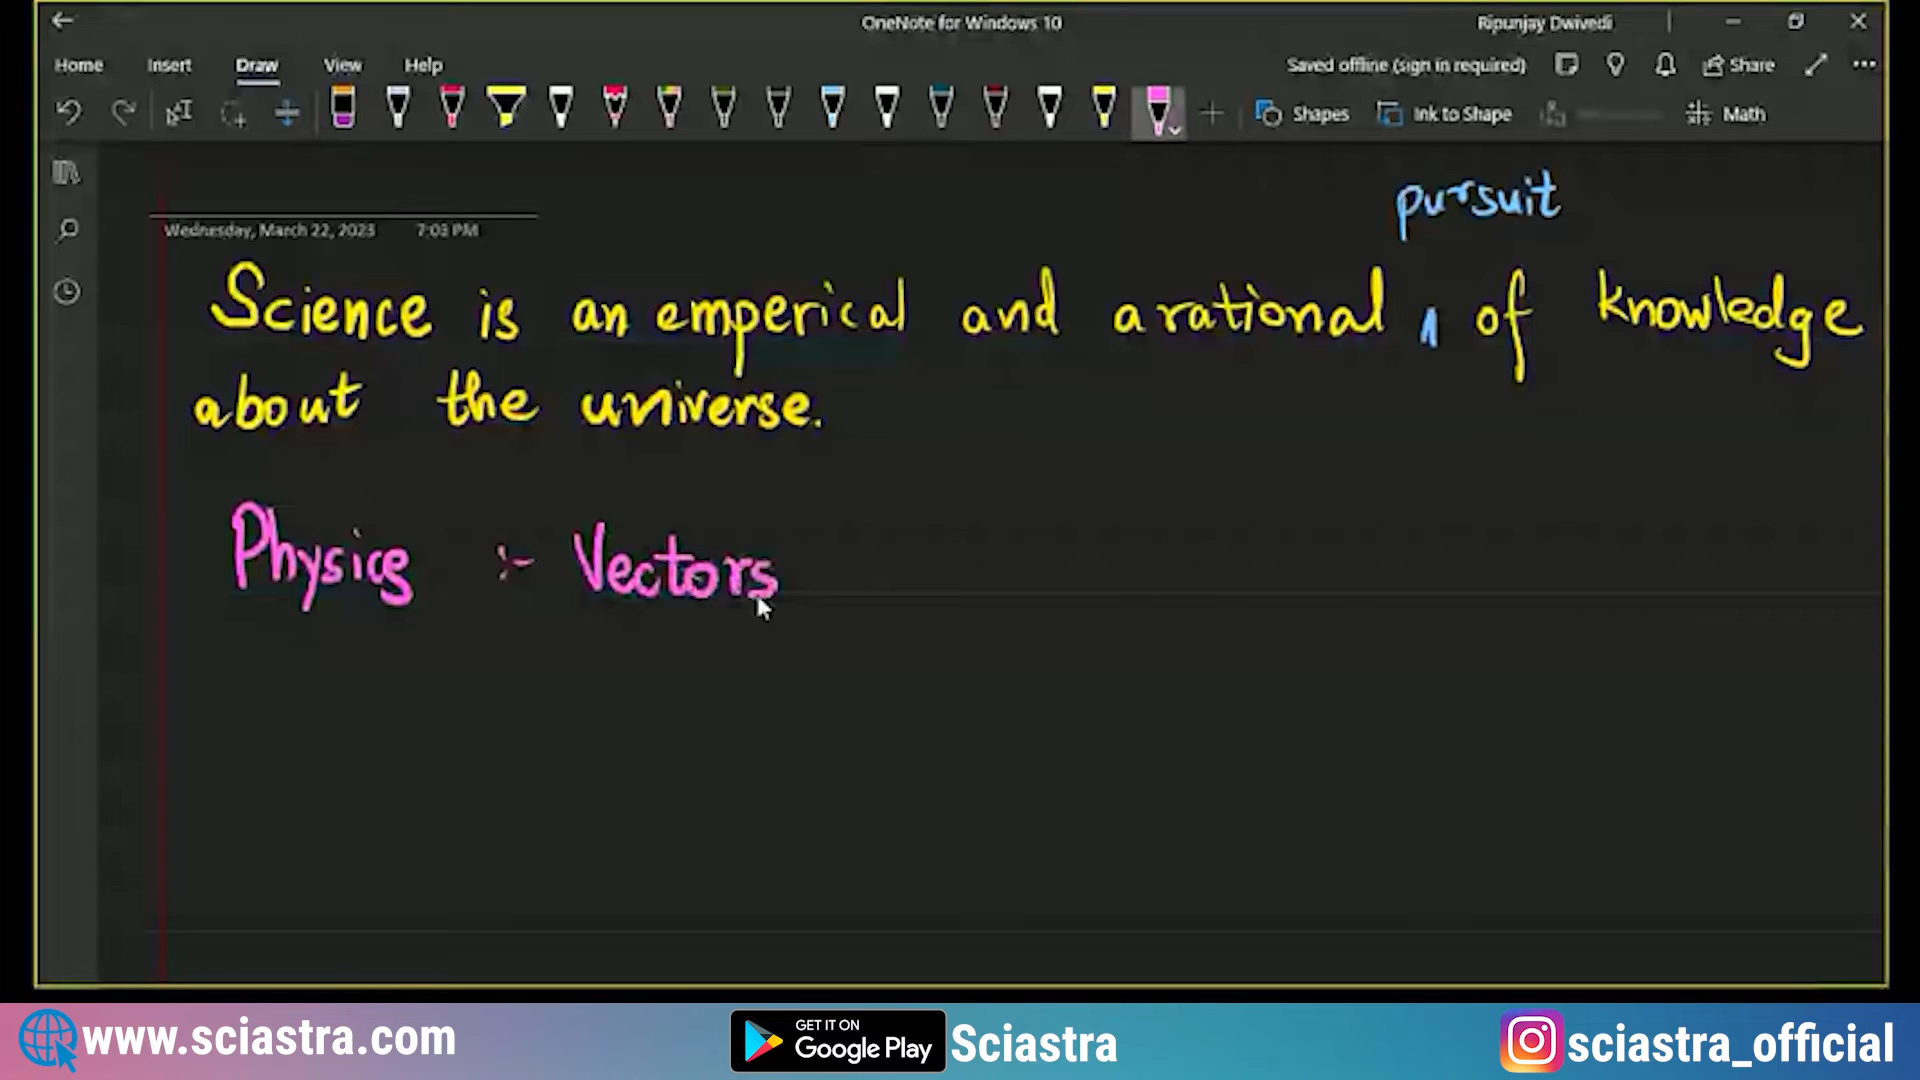 OneNote for Windows 10
Ripunjay Dwivedi
Home Insert Draw View Help
Saved offline (sign in required)
Share
Shapes
Ink to Shape
Math
Wednesday, March 22, 2023 7:03 PM
pursuit
Science is an emperical and a rational of knowledge
about the universe.
Physics :- Vectors
www.sciastra.com
GET IT ON
Google Play
Sciastra
sciastra_official